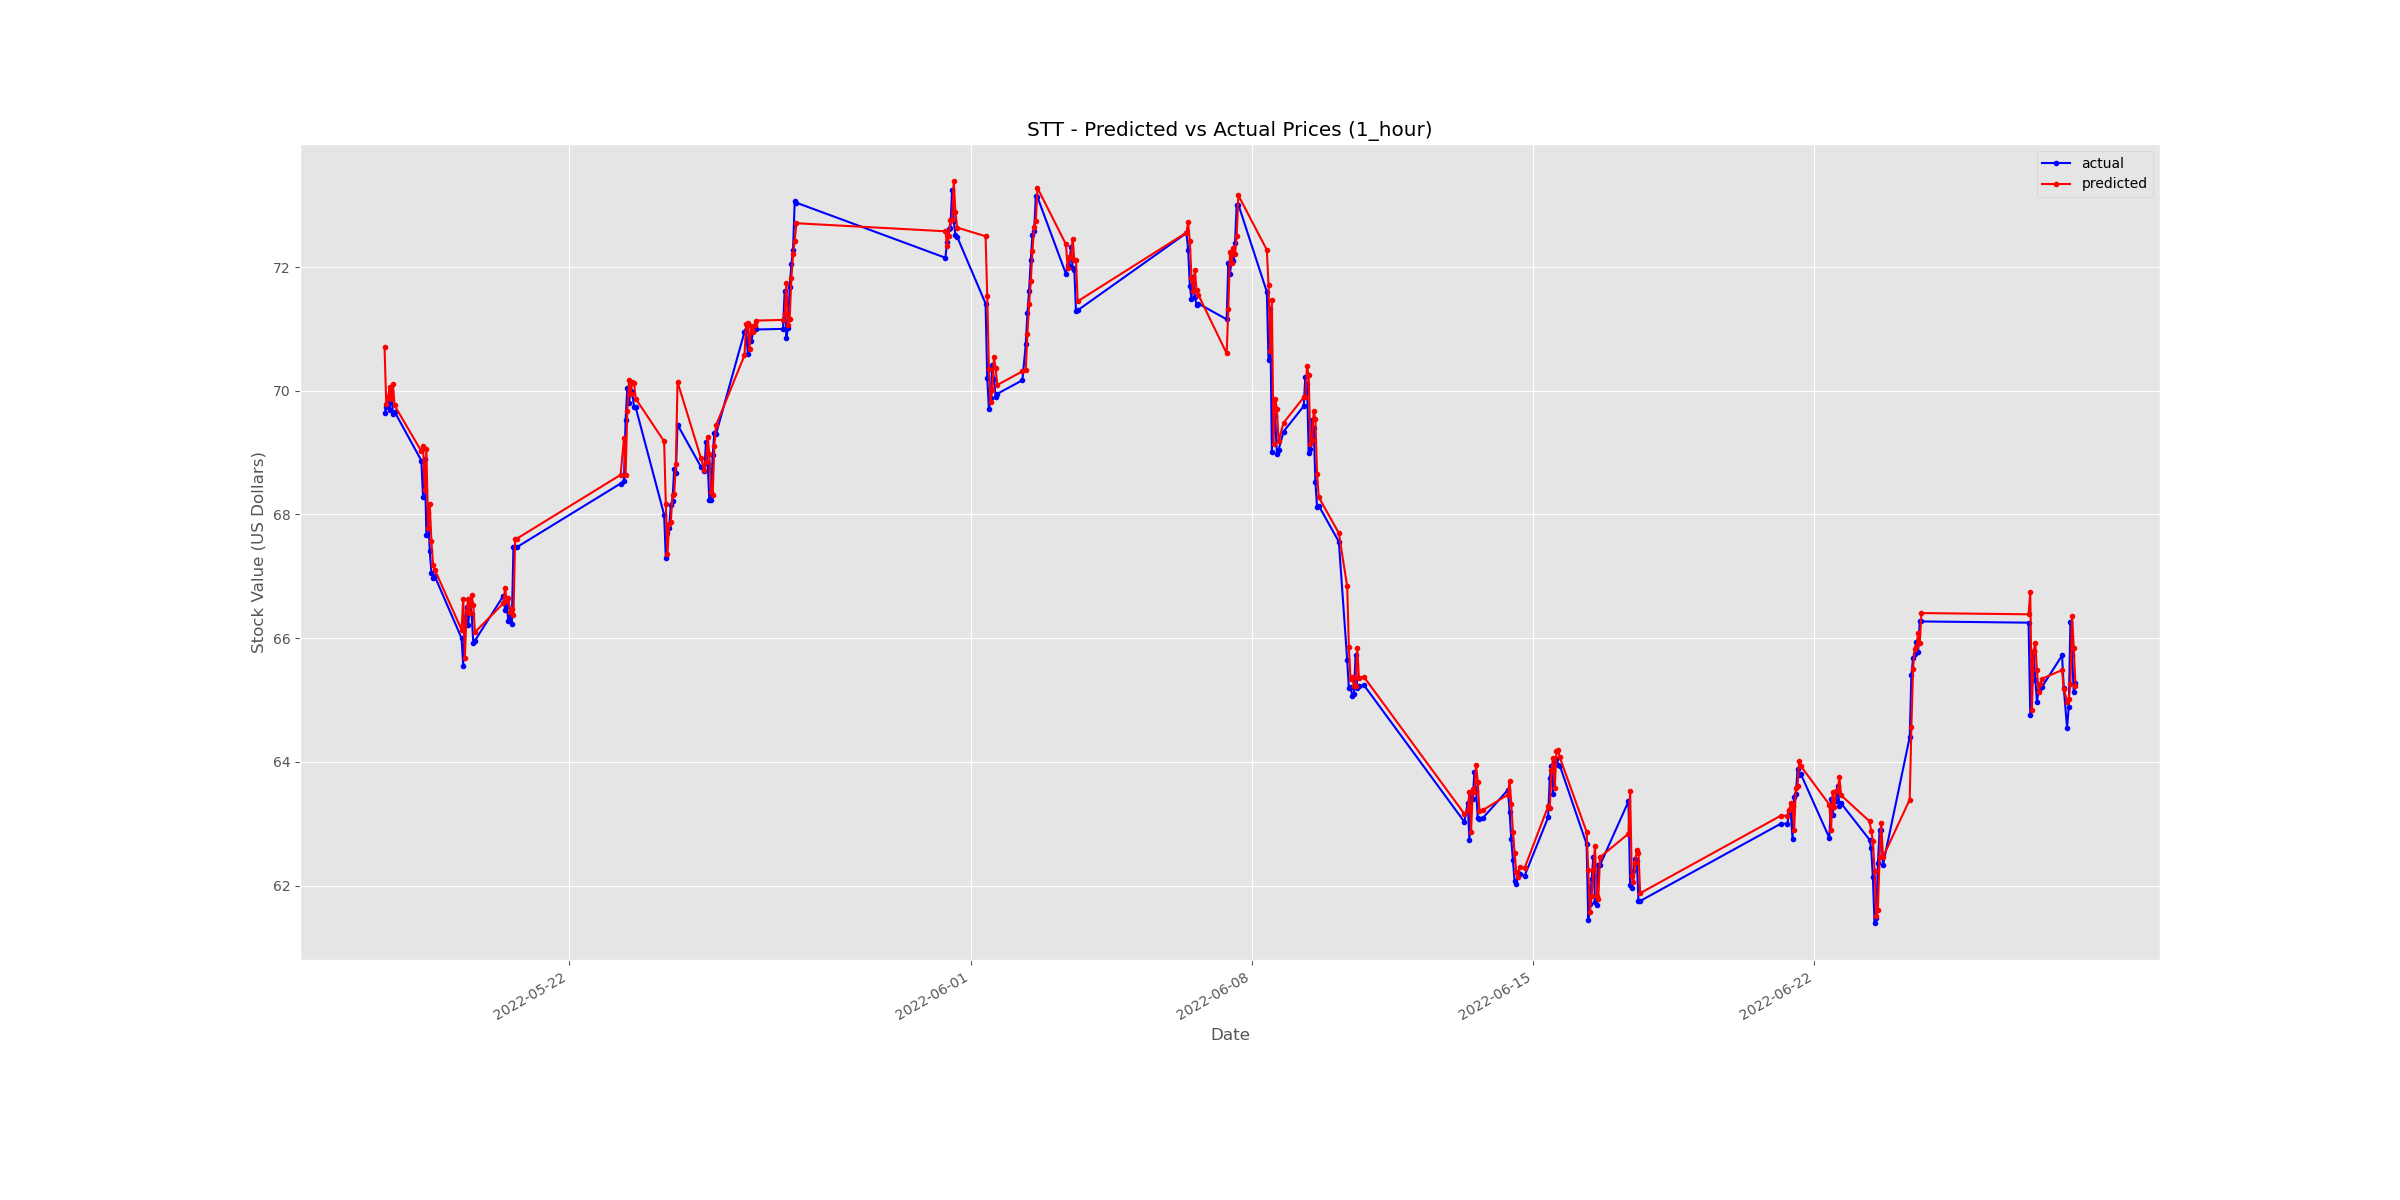 STT - Predicted vs Actual Prices (1_hour)
actual
predicted
Stock Value (US Dollars)
72
70
68
66
64
62
2022-05-22
2022-06-01
2022-06-08
2022-06-15
2022-06-22
Date